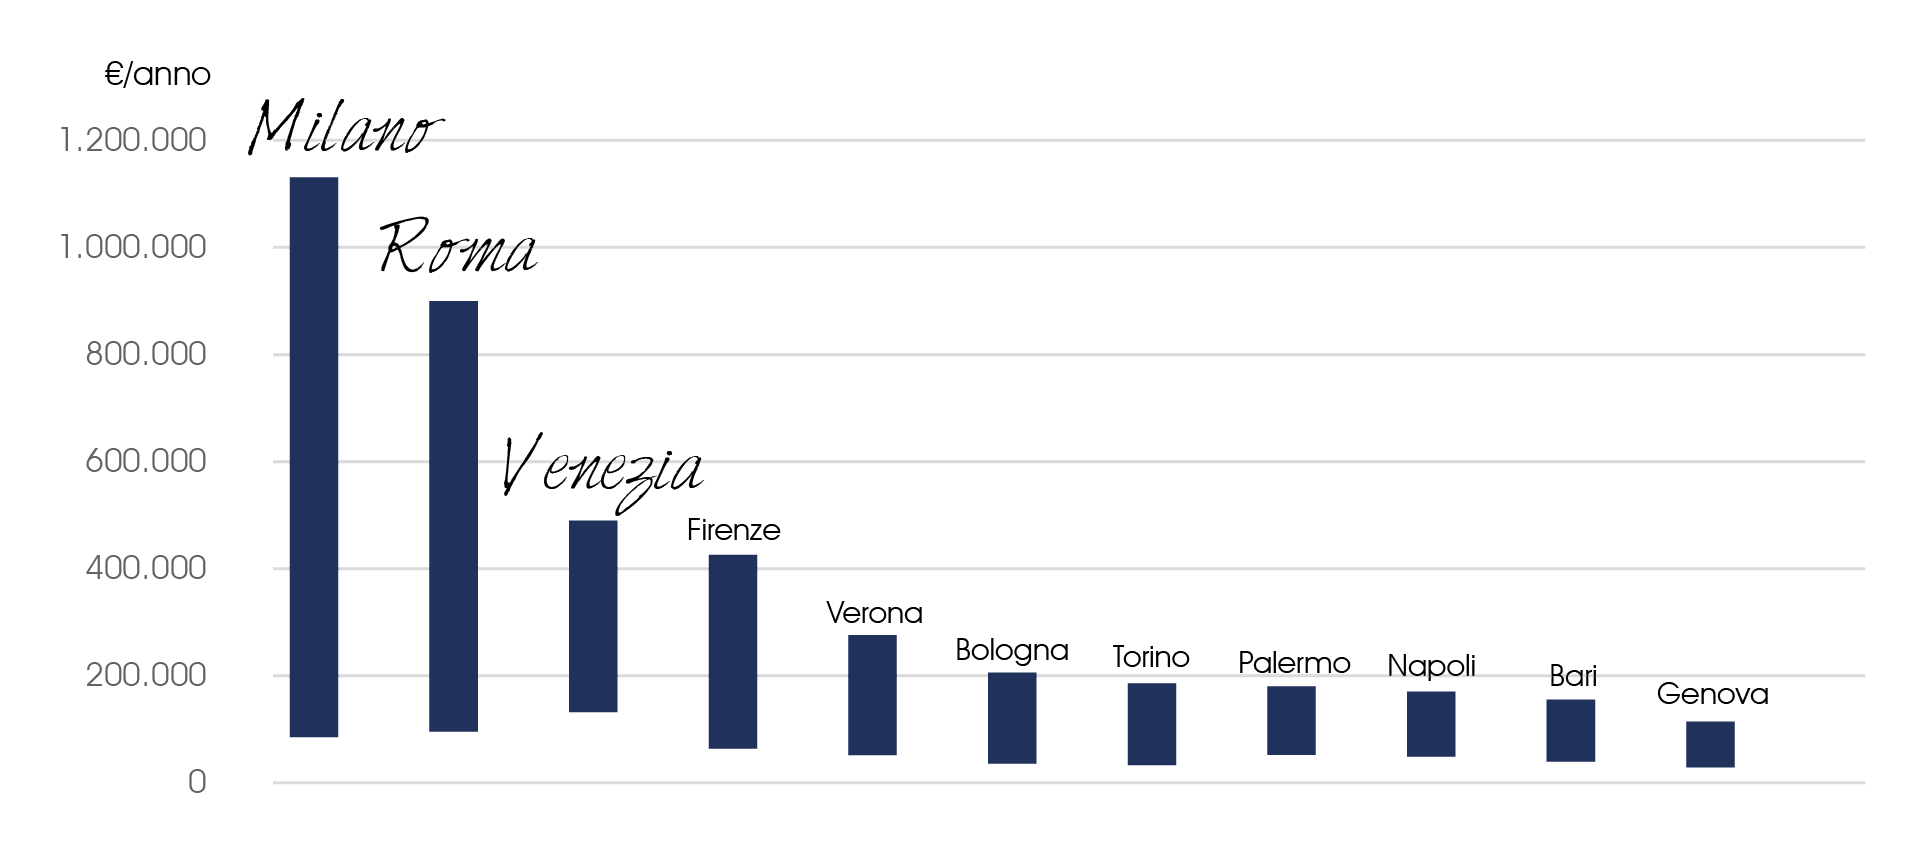 €/anno
1.200.000
Milano
1.000.000
Roma
800.000
600.000
Venezia
Firenze
400.000
Verona
Bologna
Torino
Palermo
Napoli
200.000
Bari
Genova
0